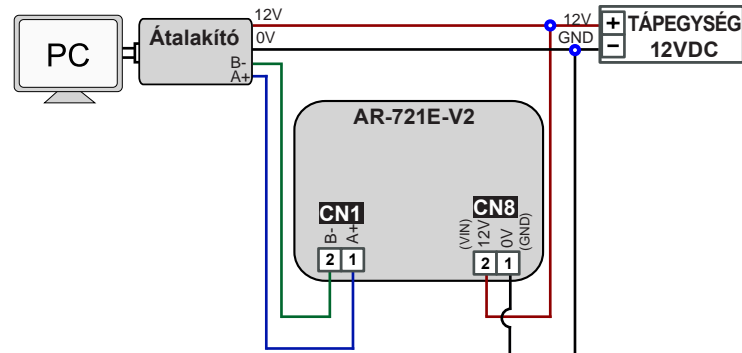 12V
12V
TÁPEGYSÉG
12VDC
+
−
GND
PC
Átalakító
0V
B-
A+
AR-721E-V2
CN1
B-
A+
2
1
CN8
(VIN)
12V
0V
(GND)
2
1